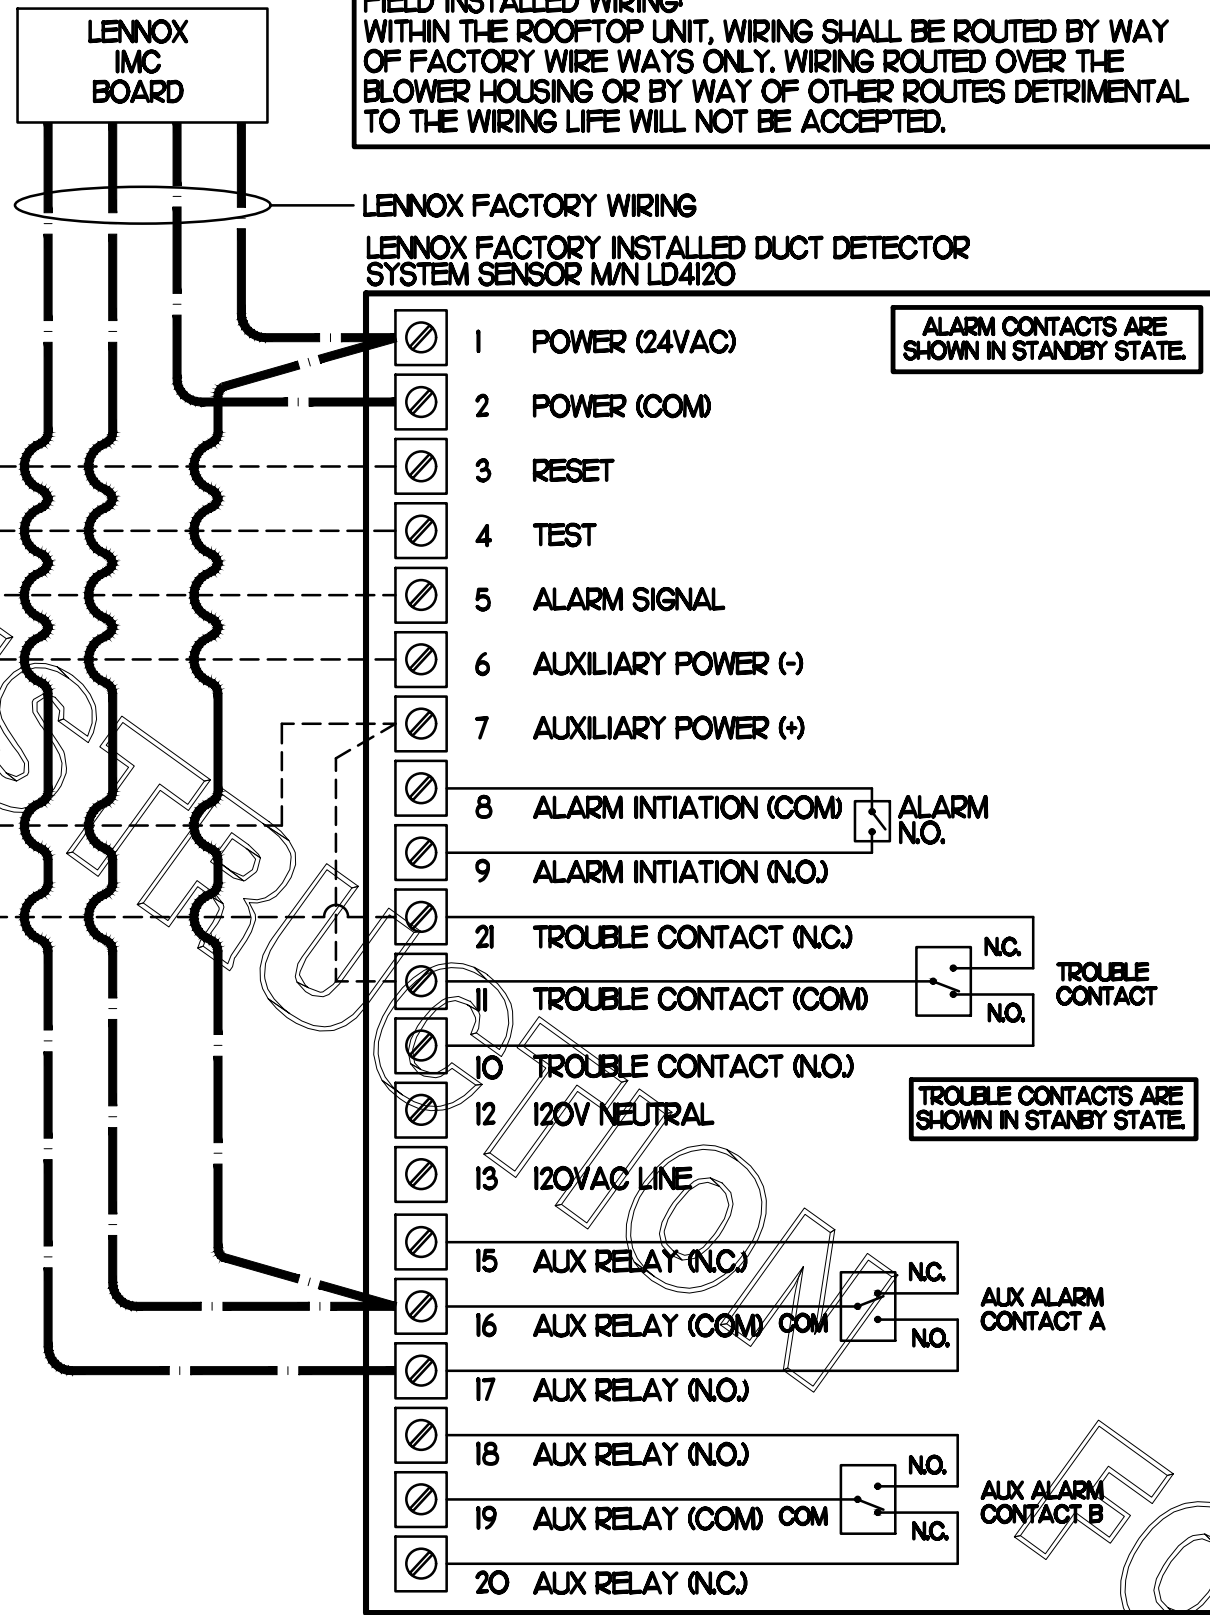 FIELD INSTALLED WIRING:
WITHIN THE ROOFTOP UNIT, WIRING SHALL BE ROUTED BY WAY
OF FACTORY WIRE WAYS ONLY. WIRING ROUTED OVER THE
BLOWER HOUSING OR BY WAY OF OTHER ROUTES DETRIMENTAL
TO THE WIRING LIFE WILL NOT BE ACCEPTED.
LENNOX
IMC
BOARD
LENNOX FACTORY WIRING
LENNOX FACTORY INSTALLED DUCT DETECTOR
SYSTEM SENSOR M/N LD4120
ALARM CONTACTS ARE
SHOWN IN STANDBY STATE.
1 POWER (24VAC)
2 POWER (COM)
3 RESET
4 TEST
5 ALARM SIGNAL
6 AUXILIARY POWER (-)
7 AUXILIARY POWER (+)
8 ALARM INTIATION (COM)
ALARM
N.O.
9 ALARM INTIATION (N.O.)
21 TROUBLE CONTACT (N.C.)
N.C.
11 TROUBLE CONTACT (COM)
N.O.
TROUBLE
CONTACT
10 TROUBLE CONTACT (N.O.)
TROUBLE CONTACTS ARE
SHOWN IN STANBY STATE.
12 120V NEUTRAL
13 120VAC LINE
15 AUX RELAY (N.C.)
N.C.
16 AUX RELAY (COM) COM
N.O.
AUX ALARM
CONTACT A
17 AUX RELAY (N.O.)
18 AUX RELAY (N.O.)
N.O.
19 AUX RELAY (COM) COM
N.C.
AUX ALARM
CONTACT B
20 AUX RELAY (N.C.)
STRUCTION
FO